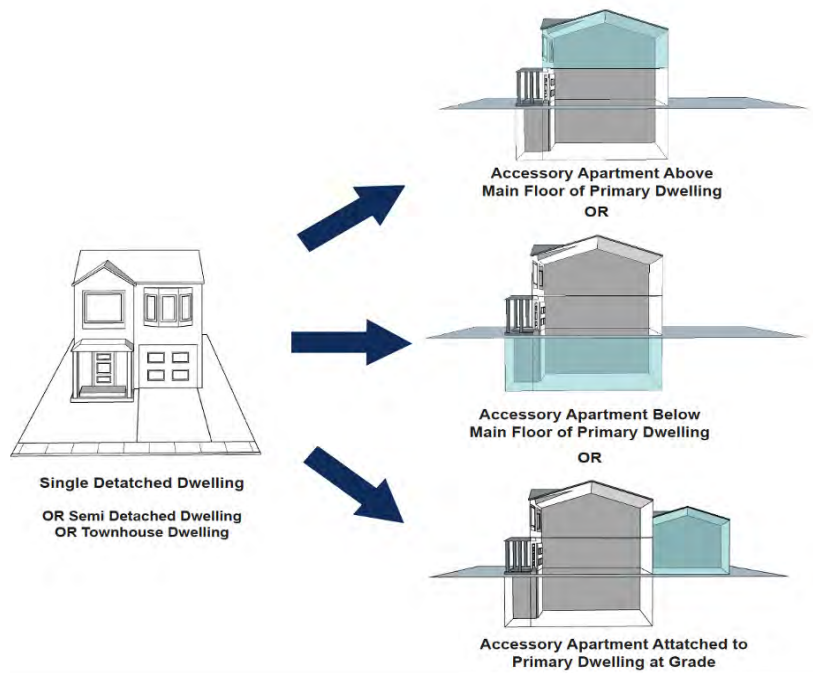 Single Detatched Dwelling
OR Semi Detached Dwelling
OR Townhouse Dwelling
Accessory Apartment Above
Main Floor of Primary Dwelling
OR
Accessory Apartment Below
Main Floor of Primary Dwelling
OR
Accessory Apartment Attatched to
Primary Dwelling at Grade